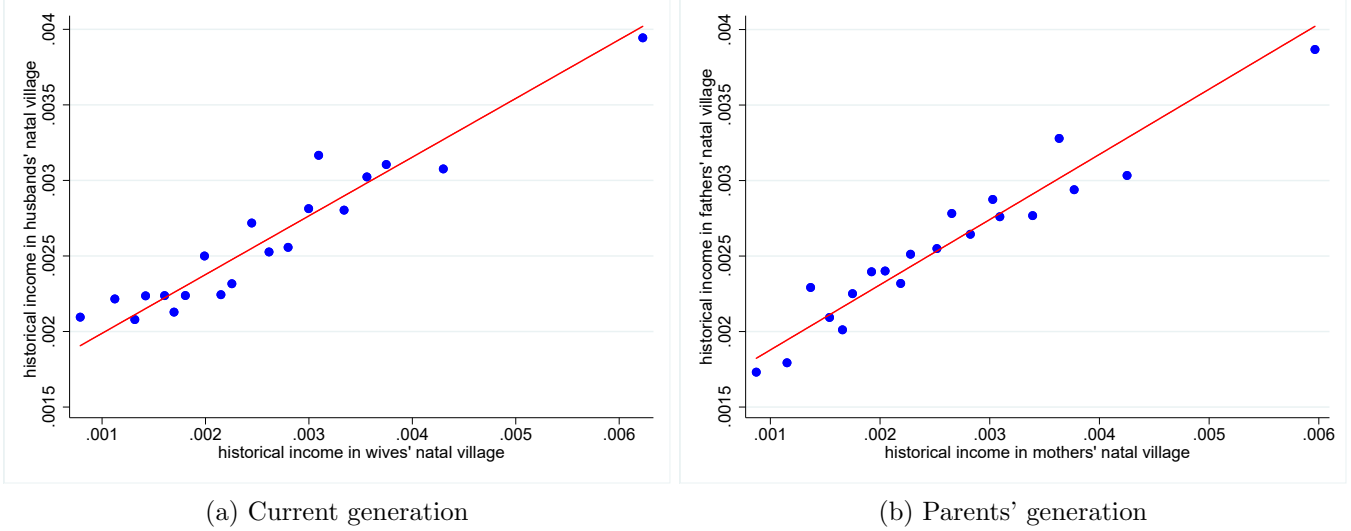 historical income in husbands' natal village
.004
.0035
.003
.0025
.002
.0015
.001 .002 .003 .004 .005 .006
historical income in wives' natal village
(a) Current generation
historical income in fathers' natal village
.004
.0035
.003
.0025
.002
.0015
.001 .002 .003 .004 .005 .006
historical income in mothers' natal village
(b) Parents' generation